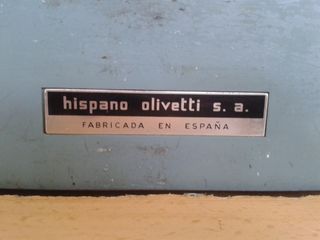 hispano olivetti s. a.
FABRICADA EN ESPAÑA